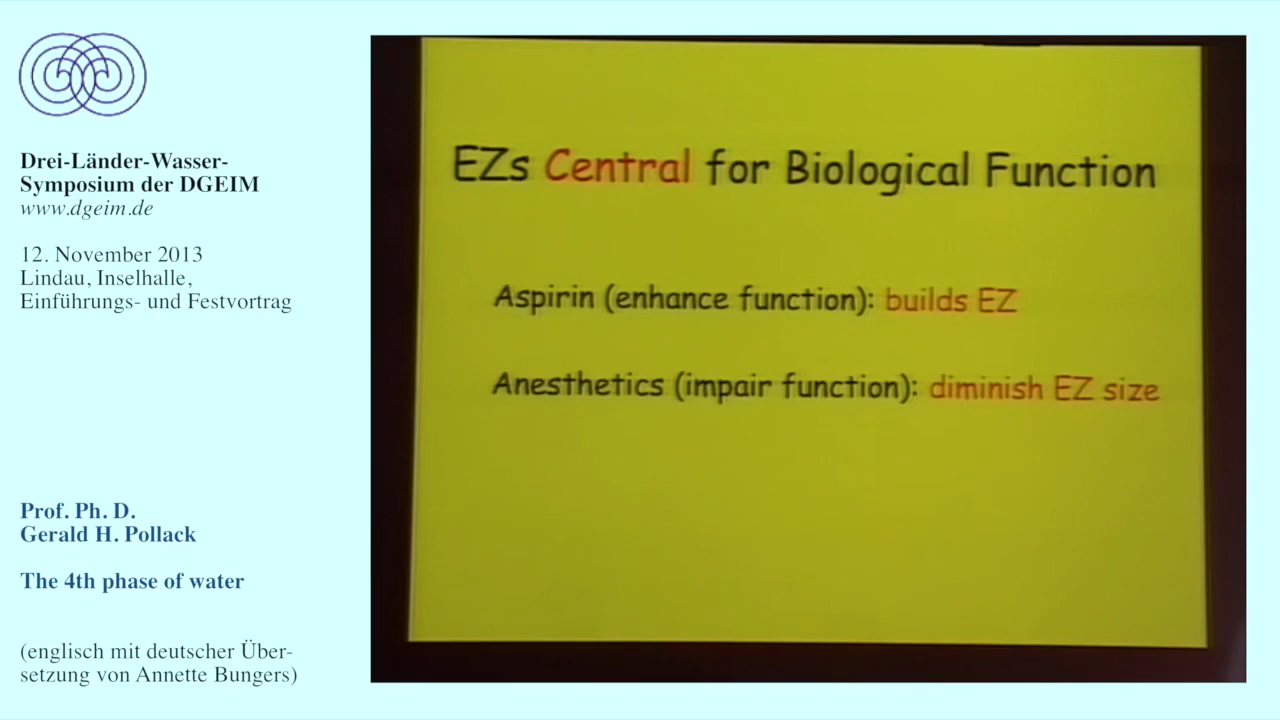 Drei-Länder-Wasser-
Symposium der DGEIM
www.dgeim.de
12. November 2013
Lindau, Inselhalle,
Einführungs- und Festvortrag
Prof. Ph. D.
Gerald H. Pollack
The 4th phase of water
(englisch mit deutscher Über-
setzung von Annette Bungers)
EZs Central for Biological Function
Aspirin (enhance function): builds EZ
Anesthetics (impair function): diminish EZ size